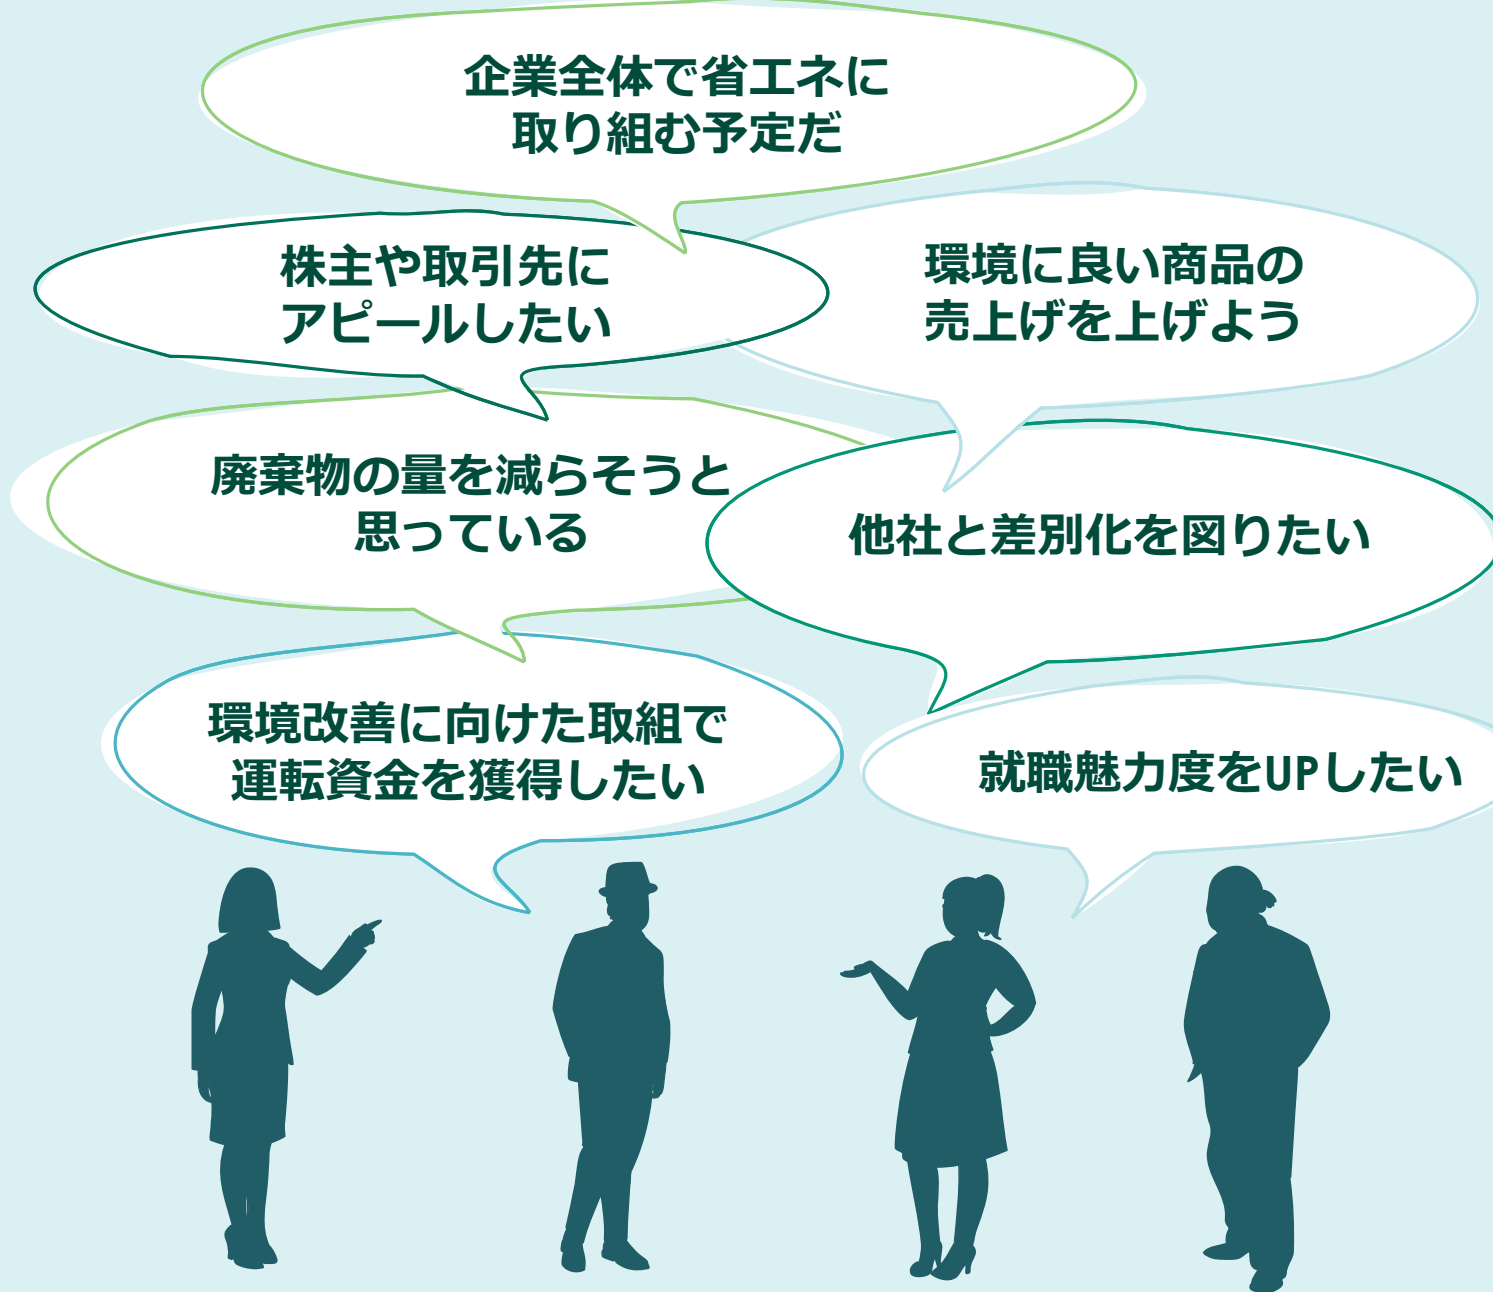 企業全体で省エネに
取り組む予定だ
株主や取引先に
アピールしたい
環境に良い商品の
売上げを上げよう
廃棄物の量を減らそうと
思っている
他社と差別化を図りたい
環境改善に向けた取組で
運転資金を獲得したい
就職魅力度をUPしたい